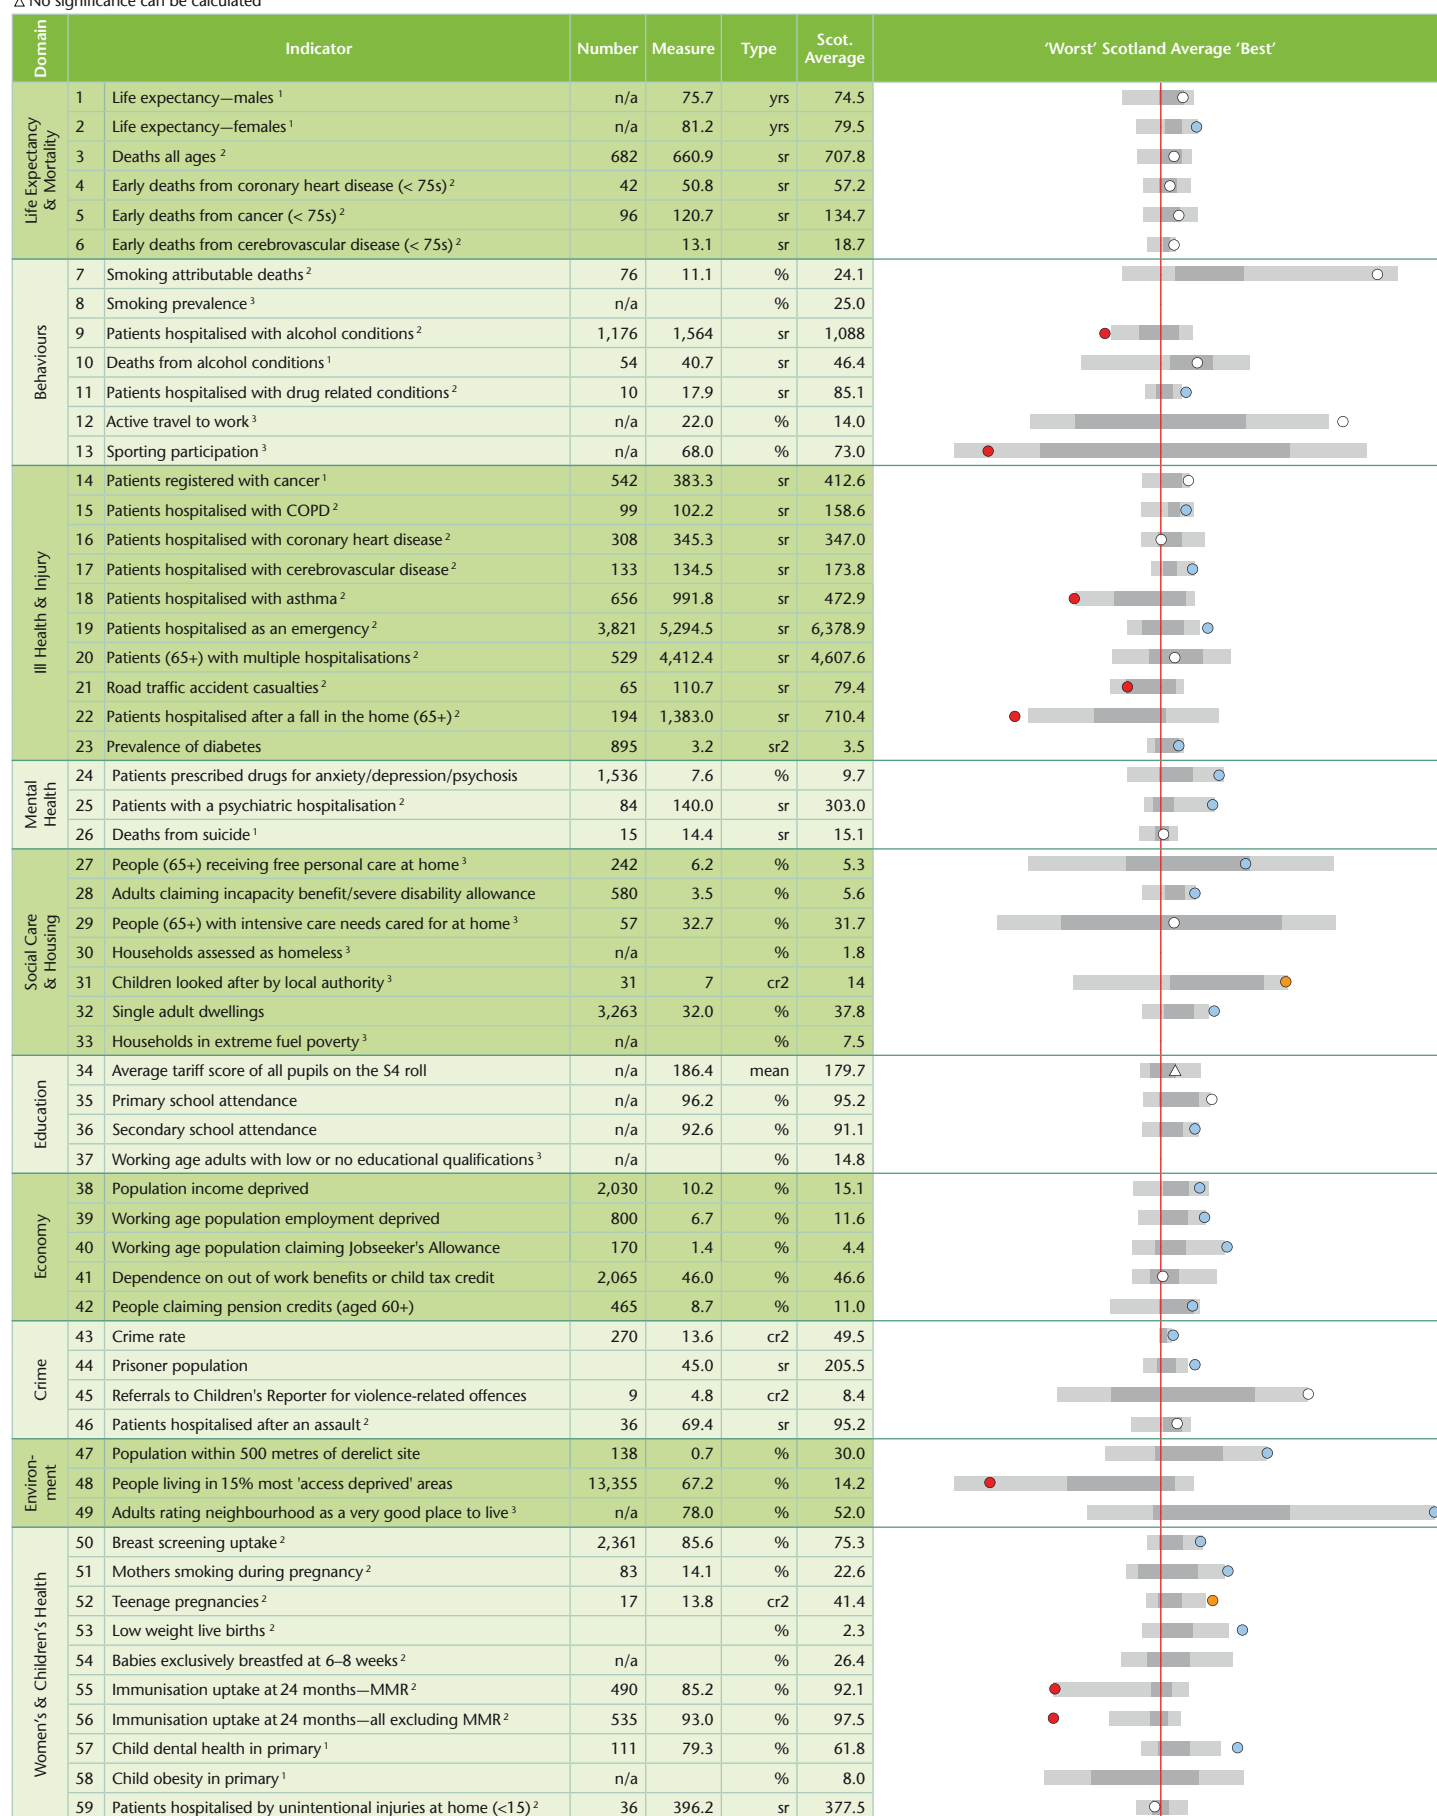 △ No significance can be calculated
Domain Indicator Number Measure Type Scot. Average 'Worst' Scotland Average 'Best'
Life Expectancy & Mortality
1 Life expectancy—males 1 n/a 75.7 yrs 74.5
2 Life expectancy—females 1 n/a 81.2 yrs 79.5
3 Deaths all ages 2 682 660.9 sr 707.8
4 Early deaths from coronary heart disease (< 75s) 2 42 50.8 sr 57.2
5 Early deaths from cancer (< 75s) 2 96 120.7 sr 134.7
6 Early deaths from cerebrovascular disease (< 75s) 2 13.1 sr 18.7
Behaviours
7 Smoking attributable deaths 2 76 11.1 % 24.1
8 Smoking prevalence 3 n/a % 25.0
9 Patients hospitalised with alcohol conditions 2 1,176 1,564 sr 1,088
10 Deaths from alcohol conditions 1 54 40.7 sr 46.4
11 Patients hospitalised with drug related conditions 2 10 17.9 sr 85.1
12 Active travel to work 3 n/a 22.0 % 14.0
13 Sporting participation 3 n/a 68.0 % 73.0
Ill Health & Injury
14 Patients registered with cancer 1 542 383.3 sr 412.6
15 Patients hospitalised with COPD 2 99 102.2 sr 158.6
16 Patients hospitalised with coronary heart disease 2 308 345.3 sr 347.0
17 Patients hospitalised with cerebrovascular disease 2 133 134.5 sr 173.8
18 Patients hospitalised with asthma 2 656 991.8 sr 472.9
19 Patients hospitalised as an emergency 2 3,821 5,294.5 sr 6,378.9
20 Patients (65+) with multiple hospitalisations 2 529 4,412.4 sr 4,607.6
21 Road traffic accident casualties 2 65 110.7 sr 79.4
22 Patients hospitalised after a fall in the home (65+) 2 194 1,383.0 sr 710.4
23 Prevalence of diabetes 895 3.2 sr2 3.5
Mental Health
24 Patients prescribed drugs for anxiety/depression/psychosis 1,536 7.6 % 9.7
25 Patients with a psychiatric hospitalisation 2 84 140.0 sr 303.0
26 Deaths from suicide 1 15 14.4 sr 15.1
Social Care & Housing
27 People (65+) receiving free personal care at home 3 242 6.2 % 5.3
28 Adults claiming incapacity benefit/severe disability allowance 580 3.5 % 5.6
29 People (65+) with intensive care needs cared for at home 3 57 32.7 % 31.7
30 Households assessed as homeless 3 n/a % 1.8
31 Children looked after by local authority 3 31 7 cr2 14
32 Single adult dwellings 3,263 32.0 % 37.8
33 Households in extreme fuel poverty 3 n/a % 7.5
Education
34 Average tariff score of all pupils on the S4 roll n/a 186.4 mean 179.7
35 Primary school attendance n/a 96.2 % 95.2
36 Secondary school attendance n/a 92.6 % 91.1
37 Working age adults with low or no educational qualifications 3 n/a % 14.8
Economy
38 Population income deprived 2,030 10.2 % 15.1
39 Working age population employment deprived 800 6.7 % 11.6
40 Working age population claiming Jobseeker's Allowance 170 1.4 % 4.4
41 Dependence on out of work benefits or child tax credit 2,065 46.0 % 46.6
42 People claiming pension credits (aged 60+) 465 8.7 % 11.0
Crime
43 Crime rate 270 13.6 cr2 49.5
44 Prisoner population 45.0 sr 205.5
45 Referrals to Children's Reporter for violence-related offences 9 4.8 cr2 8.4
46 Patients hospitalised after an assault 2 36 69.4 sr 95.2
Environ-ment
47 Population within 500 metres of derelict site 138 0.7 % 30.0
48 People living in 15% most 'access deprived' areas 13,355 67.2 % 14.2
49 Adults rating neighbourhood as a very good place to live 3 n/a 78.0 % 52.0
Women's & Children's Health
50 Breast screening uptake 2 2,361 85.6 % 75.3
51 Mothers smoking during pregnancy 2 83 14.1 % 22.6
52 Teenage pregnancies 2 17 13.8 cr2 41.4
53 Low weight live births 2 % 2.3
54 Babies exclusively breastfed at 6–8 weeks 2 n/a % 26.4
55 Immunisation uptake at 24 months—MMR 2 490 85.2 % 92.1
56 Immunisation uptake at 24 months—all excluding MMR 2 535 93.0 % 97.5
57 Child dental health in primary 1 111 79.3 % 61.8
58 Child obesity in primary 1 n/a % 8.0
59 Patients hospitalised by unintentional injuries at home (<15) 2 36 396.2 sr 377.5